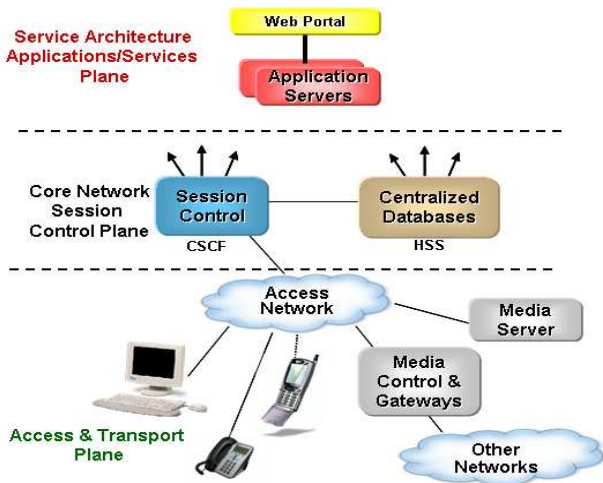 Web Portal
Service Architecture
Applications/Services
Plane
Application
Servers
Core Network
Session
Control Plane
Session
Control
CSCF
Centralized
Databases
HSS
Access
Network
Media
Server
Media
Control &
Gateways
Access & Transport
Plane
Other
Networks